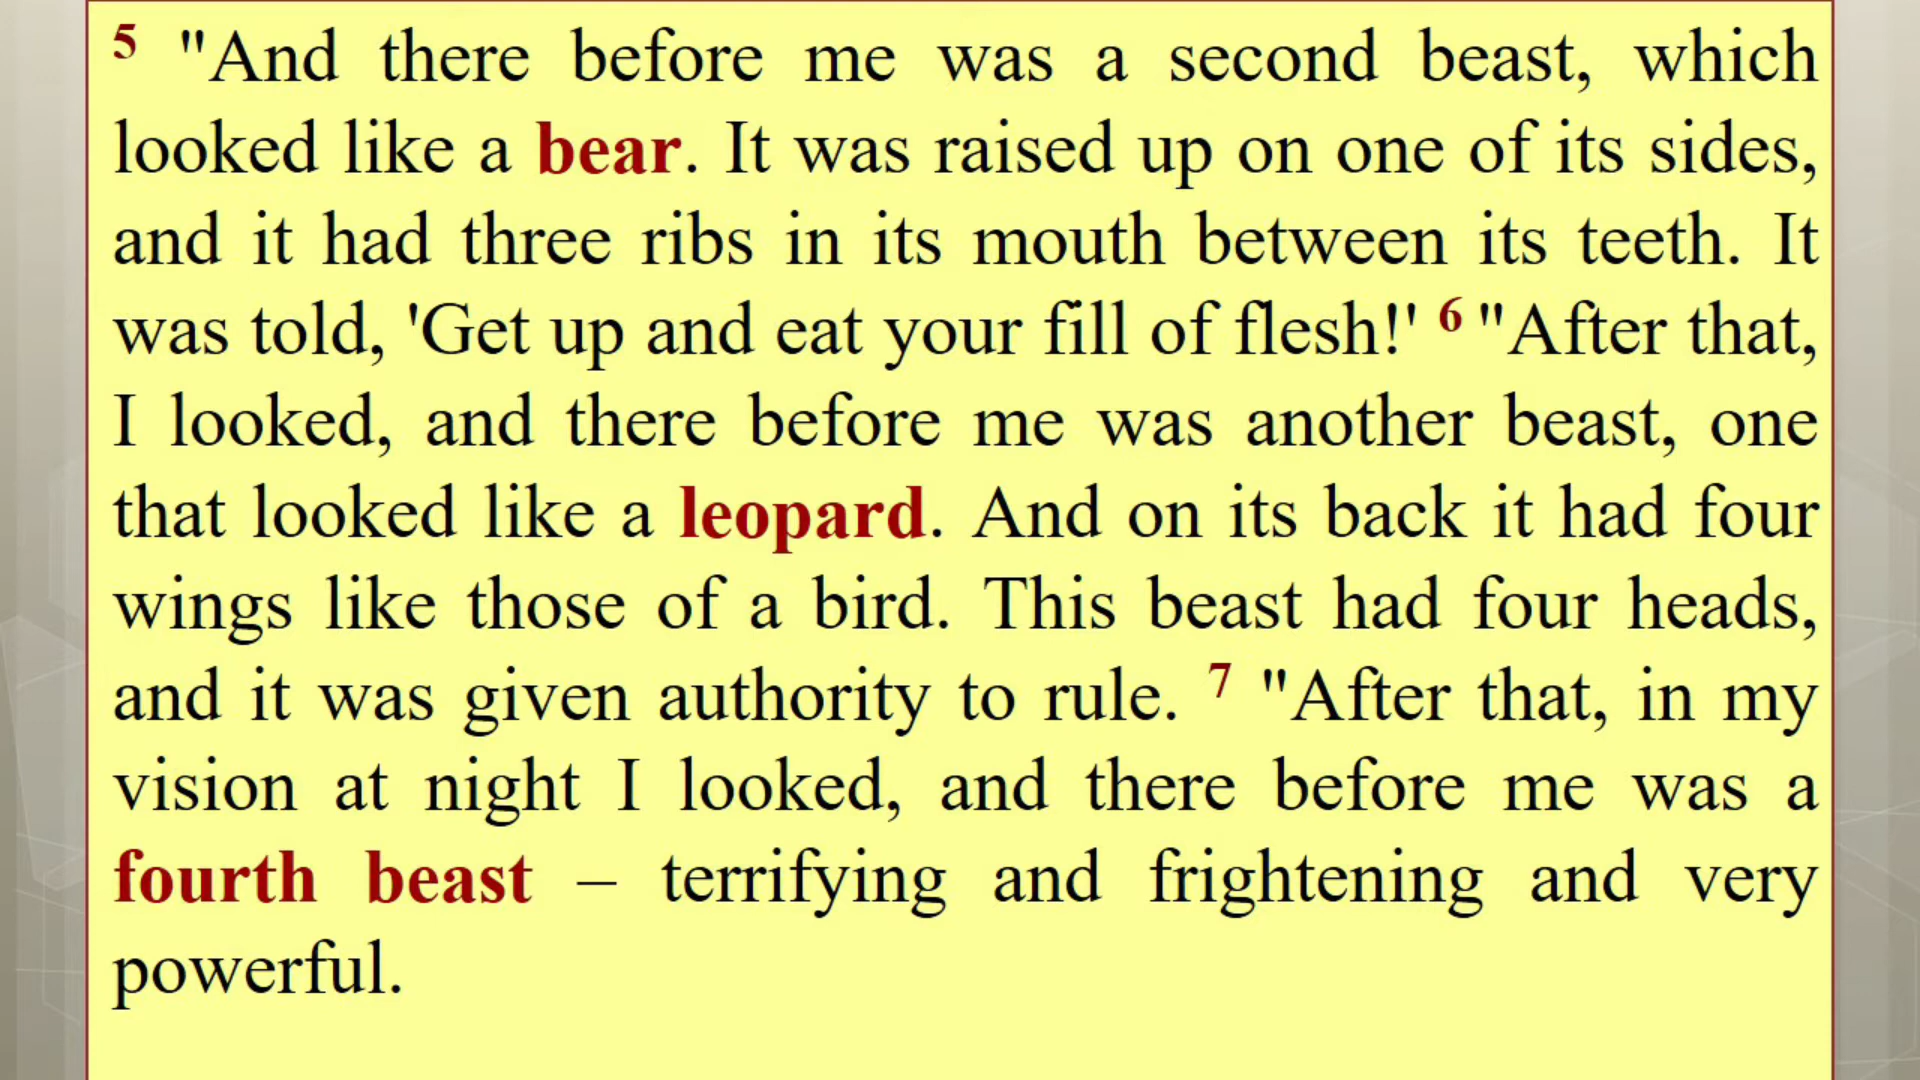 5 "And there before me was a second beast, which
looked like a bear. It was raised up on one of its sides,
and it had three ribs in its mouth between its teeth. It
was told, 'Get up and eat your fill of flesh!' 6 "After that,
I looked, and there before me was another beast, one
that looked like a leopard. And on its back it had four
wings like those of a bird. This beast had four heads,
and it was given authority to rule. 7 "After that, in my
vision at night I looked, and there before me was a
fourth beast – terrifying and frightening and very
powerful.